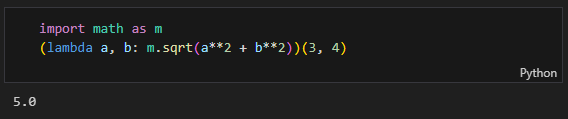 import math as m
(lambda a, b: m.sqrt(a**2 + b**2))(3, 4)
Python
5.0